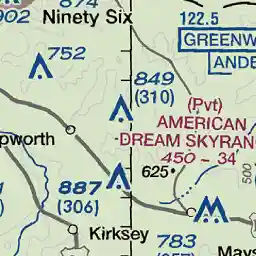 874
902
Ninety Six
122.5
GREENW
ANDE
752
849
(310)
(Pvt)
AMERICAN
DREAM SKYRAN
450 - 34
pworth
625
500
887
(306)
Kirksey
783
Mays